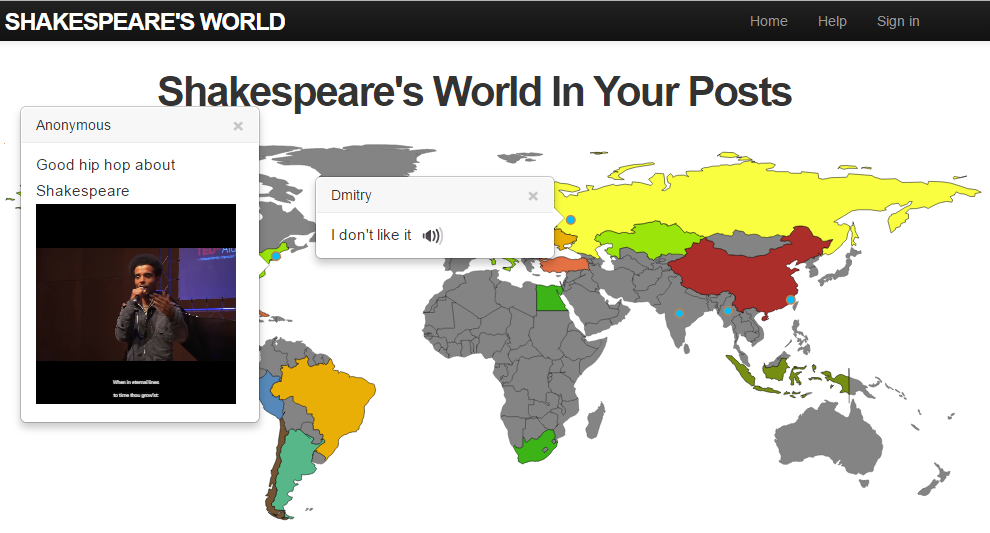 SHAKESPEARE'S WORLD
Home Help Sign in
Shakespeare's World In Your Posts
Anonymous ×
Good hip hop about
Shakespeare
When in eternal lines
to time thou grow'st:
Dmitry ×
I don't like it